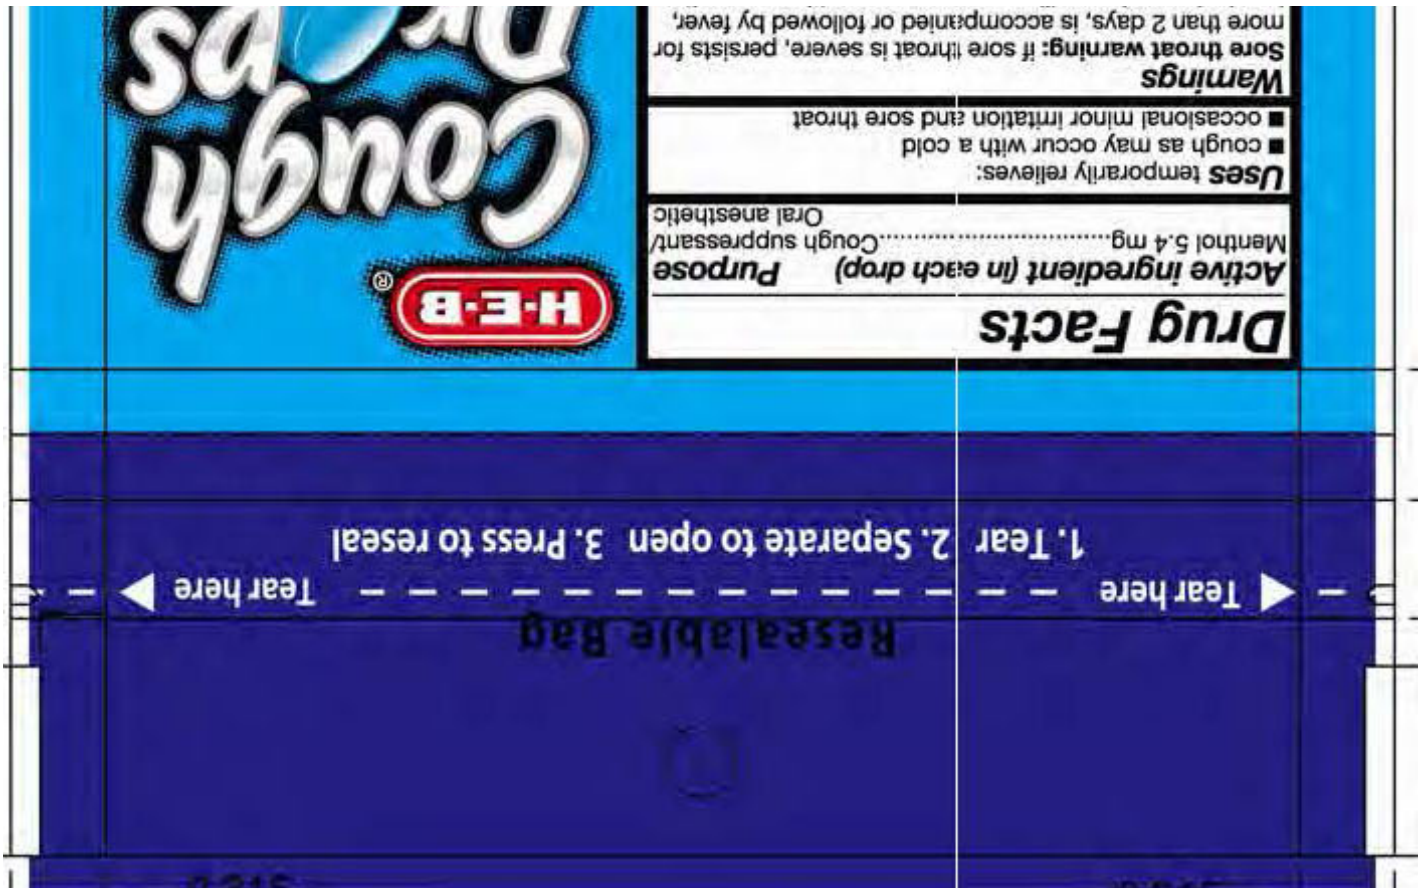 Resealable Bag
Tear here Tear here
1. Tear 2. Separate to open 3. Press to reseal
Drug Facts
Active ingredient (in each drop) Purpose
Menthol 5.4 mg......................................Cough suppressant/
Oral anesthetic
Uses temporarily relieves:
■ cough as may occur with a cold
■ occasional minor irritation and sore throat
Warnings
Sore throat warning: if sore throat is severe, persists for
more than 2 days, is accompanied or followed by fever,
H·E·B®
Cough
Drops